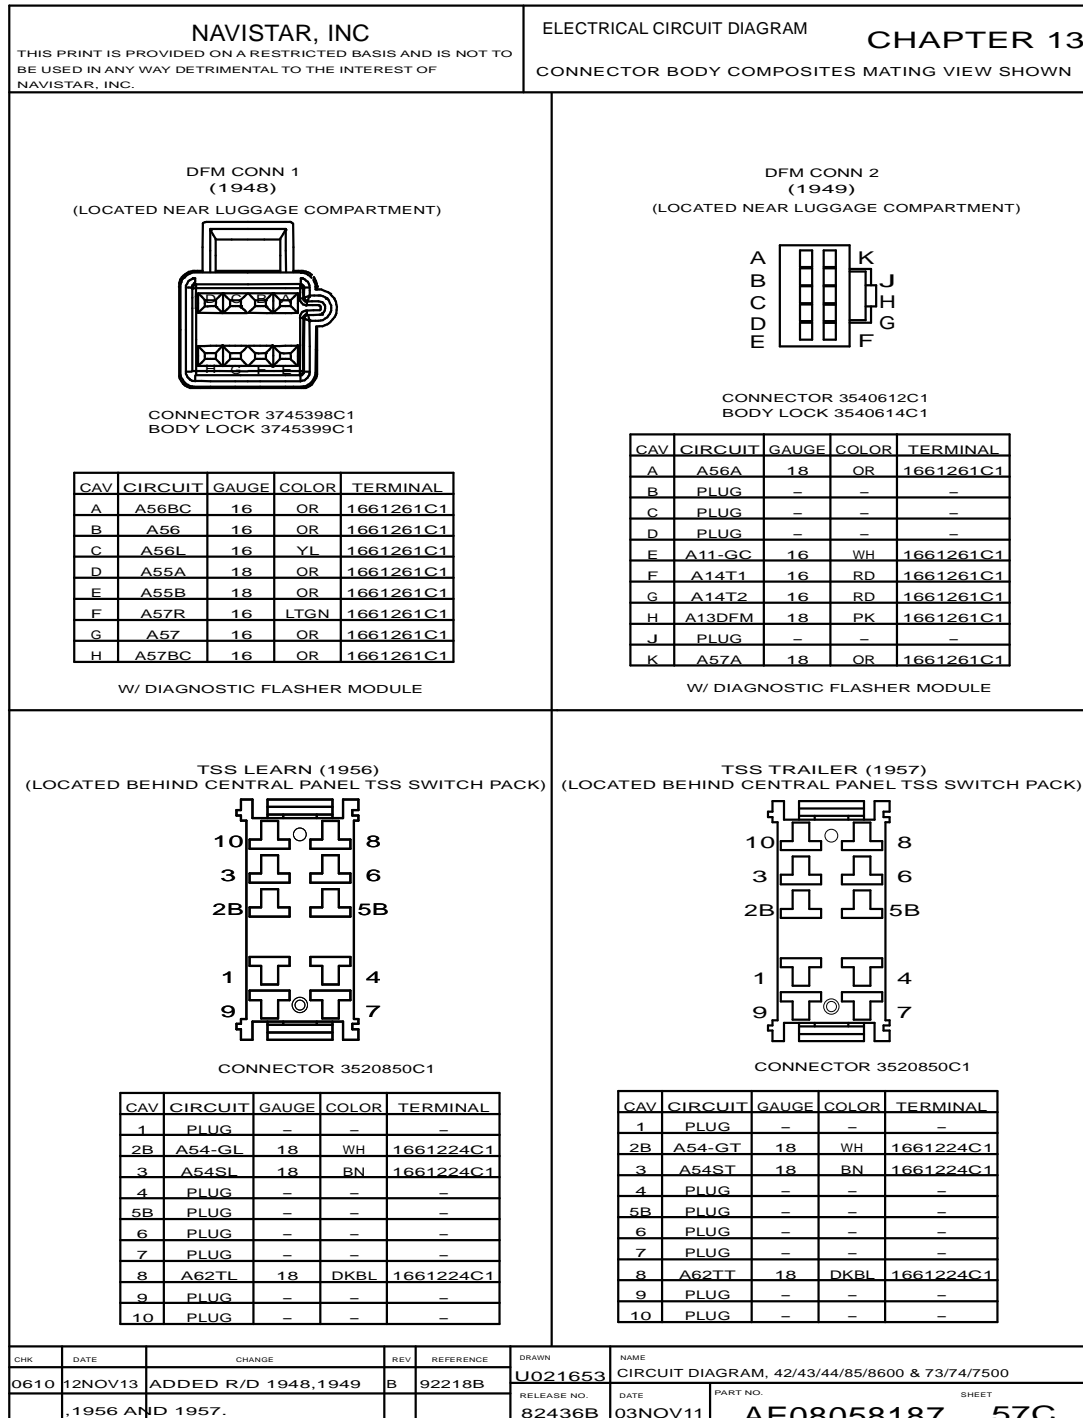 NAVISTAR, INC
THIS PRINT IS PROVIDED ON A RESTRICTED BASIS AND IS NOT TO
BE USED IN ANY WAY DETRIMENTAL TO THE INTEREST OF
NAVISTAR, INC.
ELECTRICAL CIRCUIT DIAGRAM
CHAPTER 13
CONNECTOR BODY COMPOSITES MATING VIEW SHOWN
DFM CONN 1
(1948)
(LOCATED NEAR LUGGAGE COMPARTMENT)
D C B A
H G F E
CONNECTOR 3745398C1
BODY LOCK 3745399C1
CAV CIRCUIT GAUGE COLOR TERMINAL
A A56BC 16 OR 1661261C1
B A56 16 OR 1661261C1
C A56L 16 YL 1661261C1
D A55A 18 OR 1661261C1
E A55B 18 OR 1661261C1
F A57R 16 LTGN 1661261C1
G A57 16 OR 1661261C1
H A57BC 16 OR 1661261C1
W/ DIAGNOSTIC FLASHER MODULE
DFM CONN 2
(1949)
(LOCATED NEAR LUGGAGE COMPARTMENT)
A K
B J
C H
D G
E F
CONNECTOR 3540612C1
BODY LOCK 3540614C1
CAV CIRCUIT GAUGE COLOR TERMINAL
A A56A 18 OR 1661261C1
B PLUG – – –
C PLUG – – –
D PLUG – – –
E A11-GC 16 WH 1661261C1
F A14T1 16 RD 1661261C1
G A14T2 16 RD 1661261C1
H A13DFM 18 PK 1661261C1
J PLUG – – –
K A57A 18 OR 1661261C1
W/ DIAGNOSTIC FLASHER MODULE
TSS LEARN (1956)
(LOCATED BEHIND CENTRAL PANEL TSS SWITCH PACK)
10 8
3 6
2B 5B
1 4
9 7
CONNECTOR 3520850C1
CAV CIRCUIT GAUGE COLOR TERMINAL
1 PLUG – – –
2B A54-GL 18 WH 1661224C1
3 A54SL 18 BN 1661224C1
4 PLUG – – –
5B PLUG – – –
6 PLUG – – –
7 PLUG – – –
8 A62TL 18 DKBL 1661224C1
9 PLUG – – –
10 PLUG – – –
TSS TRAILER (1957)
(LOCATED BEHIND CENTRAL PANEL TSS SWITCH PACK)
10 8
3 6
2B 5B
1 4
9 7
CONNECTOR 3520850C1
CAV CIRCUIT GAUGE COLOR TERMINAL
1 PLUG – – –
2B A54-GT 18 WH 1661224C1
3 A54ST 18 BN 1661224C1
4 PLUG – – –
5B PLUG – – –
6 PLUG – – –
7 PLUG – – –
8 A62TT 18 DKBL 1661224C1
9 PLUG – – –
10 PLUG – – –
CHK DATE CHANGE REV REFERENCE
0610 12NOV13 ADDED R/D 1948,1949 B 92218B
,1956 AND 1957.
DRAWN
U021653
NAME
CIRCUIT DIAGRAM, 42/43/44/85/8600 & 73/74/7500
RELEASE NO. DATE PART NO. SHEET
82436B 03NOV11 AE08058187 57C